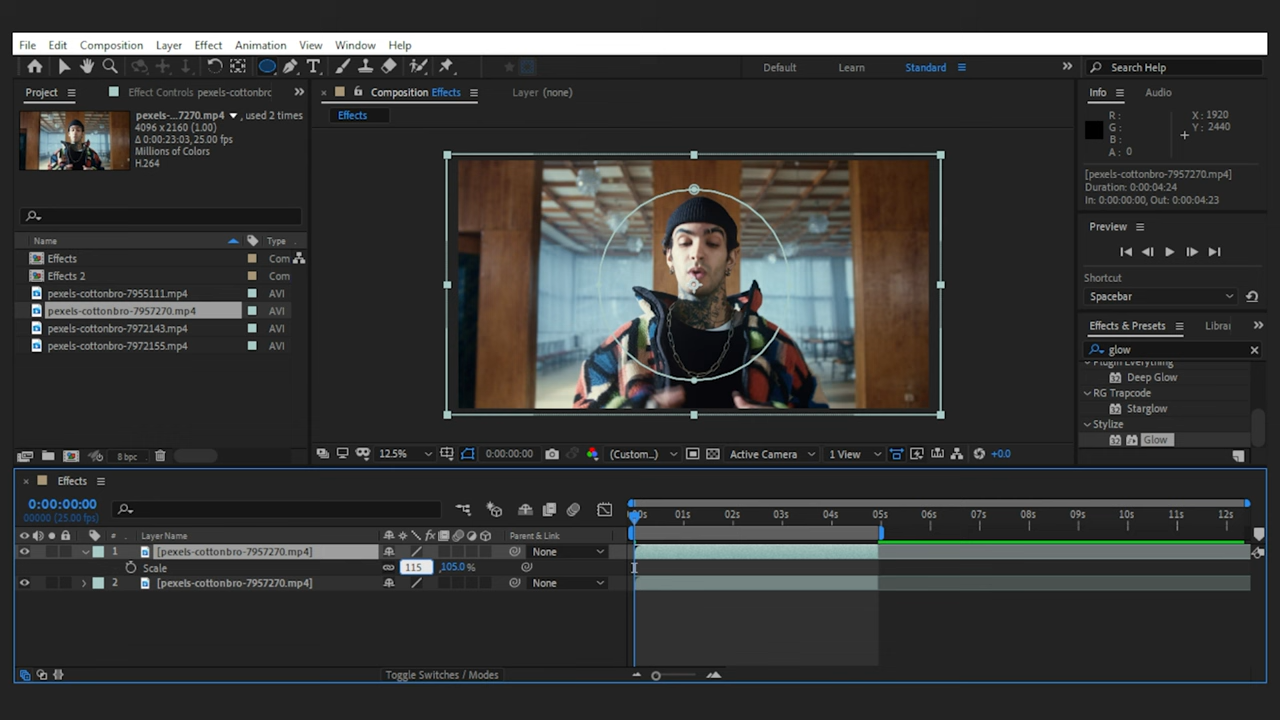 File Edit Composition Layer Effect Animation View Window Help
Default Learn Standard Search Help
Project Effect Controls pexels-cottonbrc
pexels-...7270.mp4 , used 2 times
4096 x 2160 (1.00)
Δ 0:00:23:03, 25.00 fps)
Millions of Colors
H.264
Name Type
Effects Com
Effects 2 Com
pexels-cottonbro-7955111.mp4 AVI
pexels-cottonbro-7957270.mp4 AVI
pexels-cottonbro-7972143.mp4 AVI
pexels-cottonbro-7972155.mp4 AVI
8 bpc
Composition Effects Layer (none)
Effects
12.5% 0:00:00:00 (Custom...) Active Camera 1 View +0.0
Info Audio
R: X: 1920
G: Y: 2440
B:
A: 0
[pexels-cottonbro-7957270.mp4]
Duration: 0:00:04:24
In: 0:00:00:00, Out: 0:00:04:23
Preview
Shortcut
Spacebar
Effects & Presets Librai
glow
Plugin Everything
Deep Glow
RG Trapcode
Starglow
Stylize
Glow
Effects
0:00:00:00
00000 (25.00 fps)
00s 01s 02s 03s 04s 05s 06s 07s 08s 09s 10s 11s 12s
# Layer Name fx Parent & Link
1 [pexels-cottonbro-7957270.mp4] None
Scale 115 ,105.0 %
2 [pexels-cottonbro-7957270.mp4] None
Toggle Switches / Modes